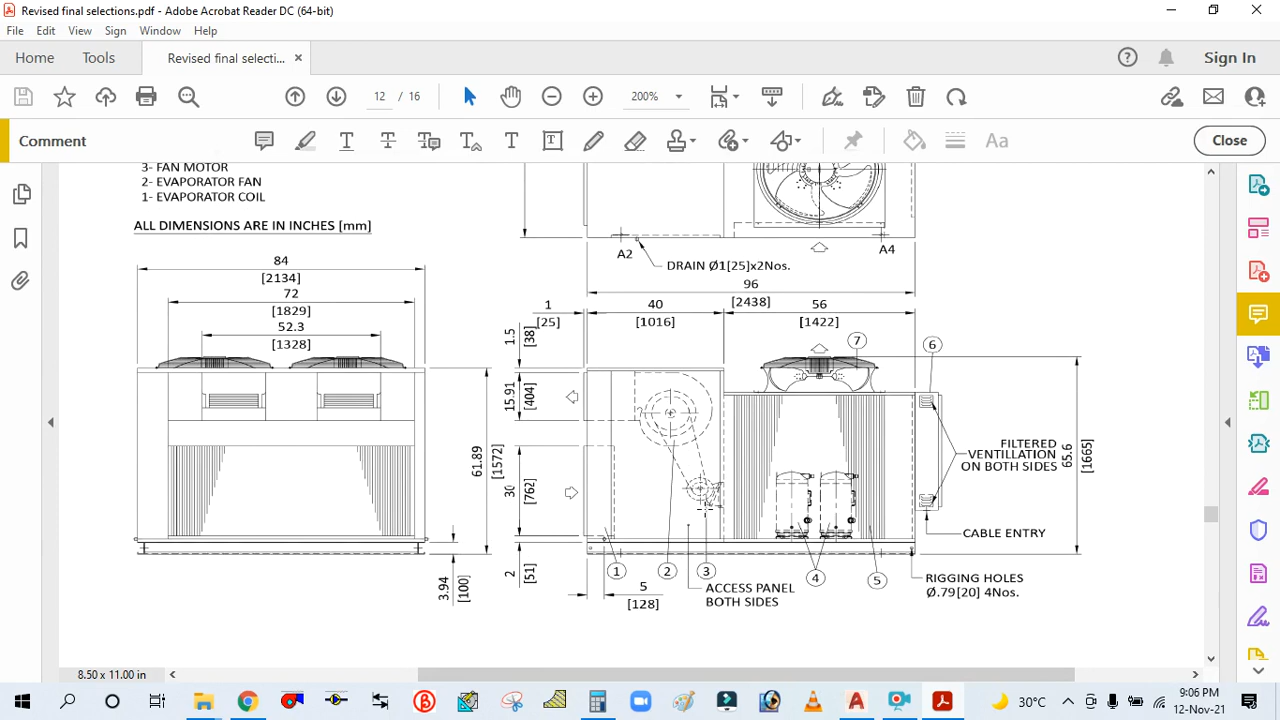 Revised final selections.pdf - Adobe Acrobat Reader DC (64-bit)
File Edit View Sign Window Help
Home Tools Revised final selecti... × Sign In
12 / 16 200%
Comment Aa Close
3- FAN MOTOR
2- EVAPORATOR FAN
1- EVAPORATOR COIL
ALL DIMENSIONS ARE IN INCHES [mm]
A2
A4
DRAIN Ø1[25]x2Nos.
84
[2134]
72
[1829]
52.3
[1328]
96
[2438]
1
[25]
40
[1016]
56
[1422]
1.5
[38]
15.91
[404]
30
[762]
2
[51]
61.89
[1572]
3.94
[100]
7
6
FILTERED
VENTILLATION
ON BOTH SIDES
65.6
[1665]
CABLE ENTRY
1 2 3 4 5
5
[128]
ACCESS PANEL
BOTH SIDES
RIGGING HOLES
Ø.79[20] 4Nos.
8.50 x 11.00 in
30°C
9:06 PM
12-Nov-21